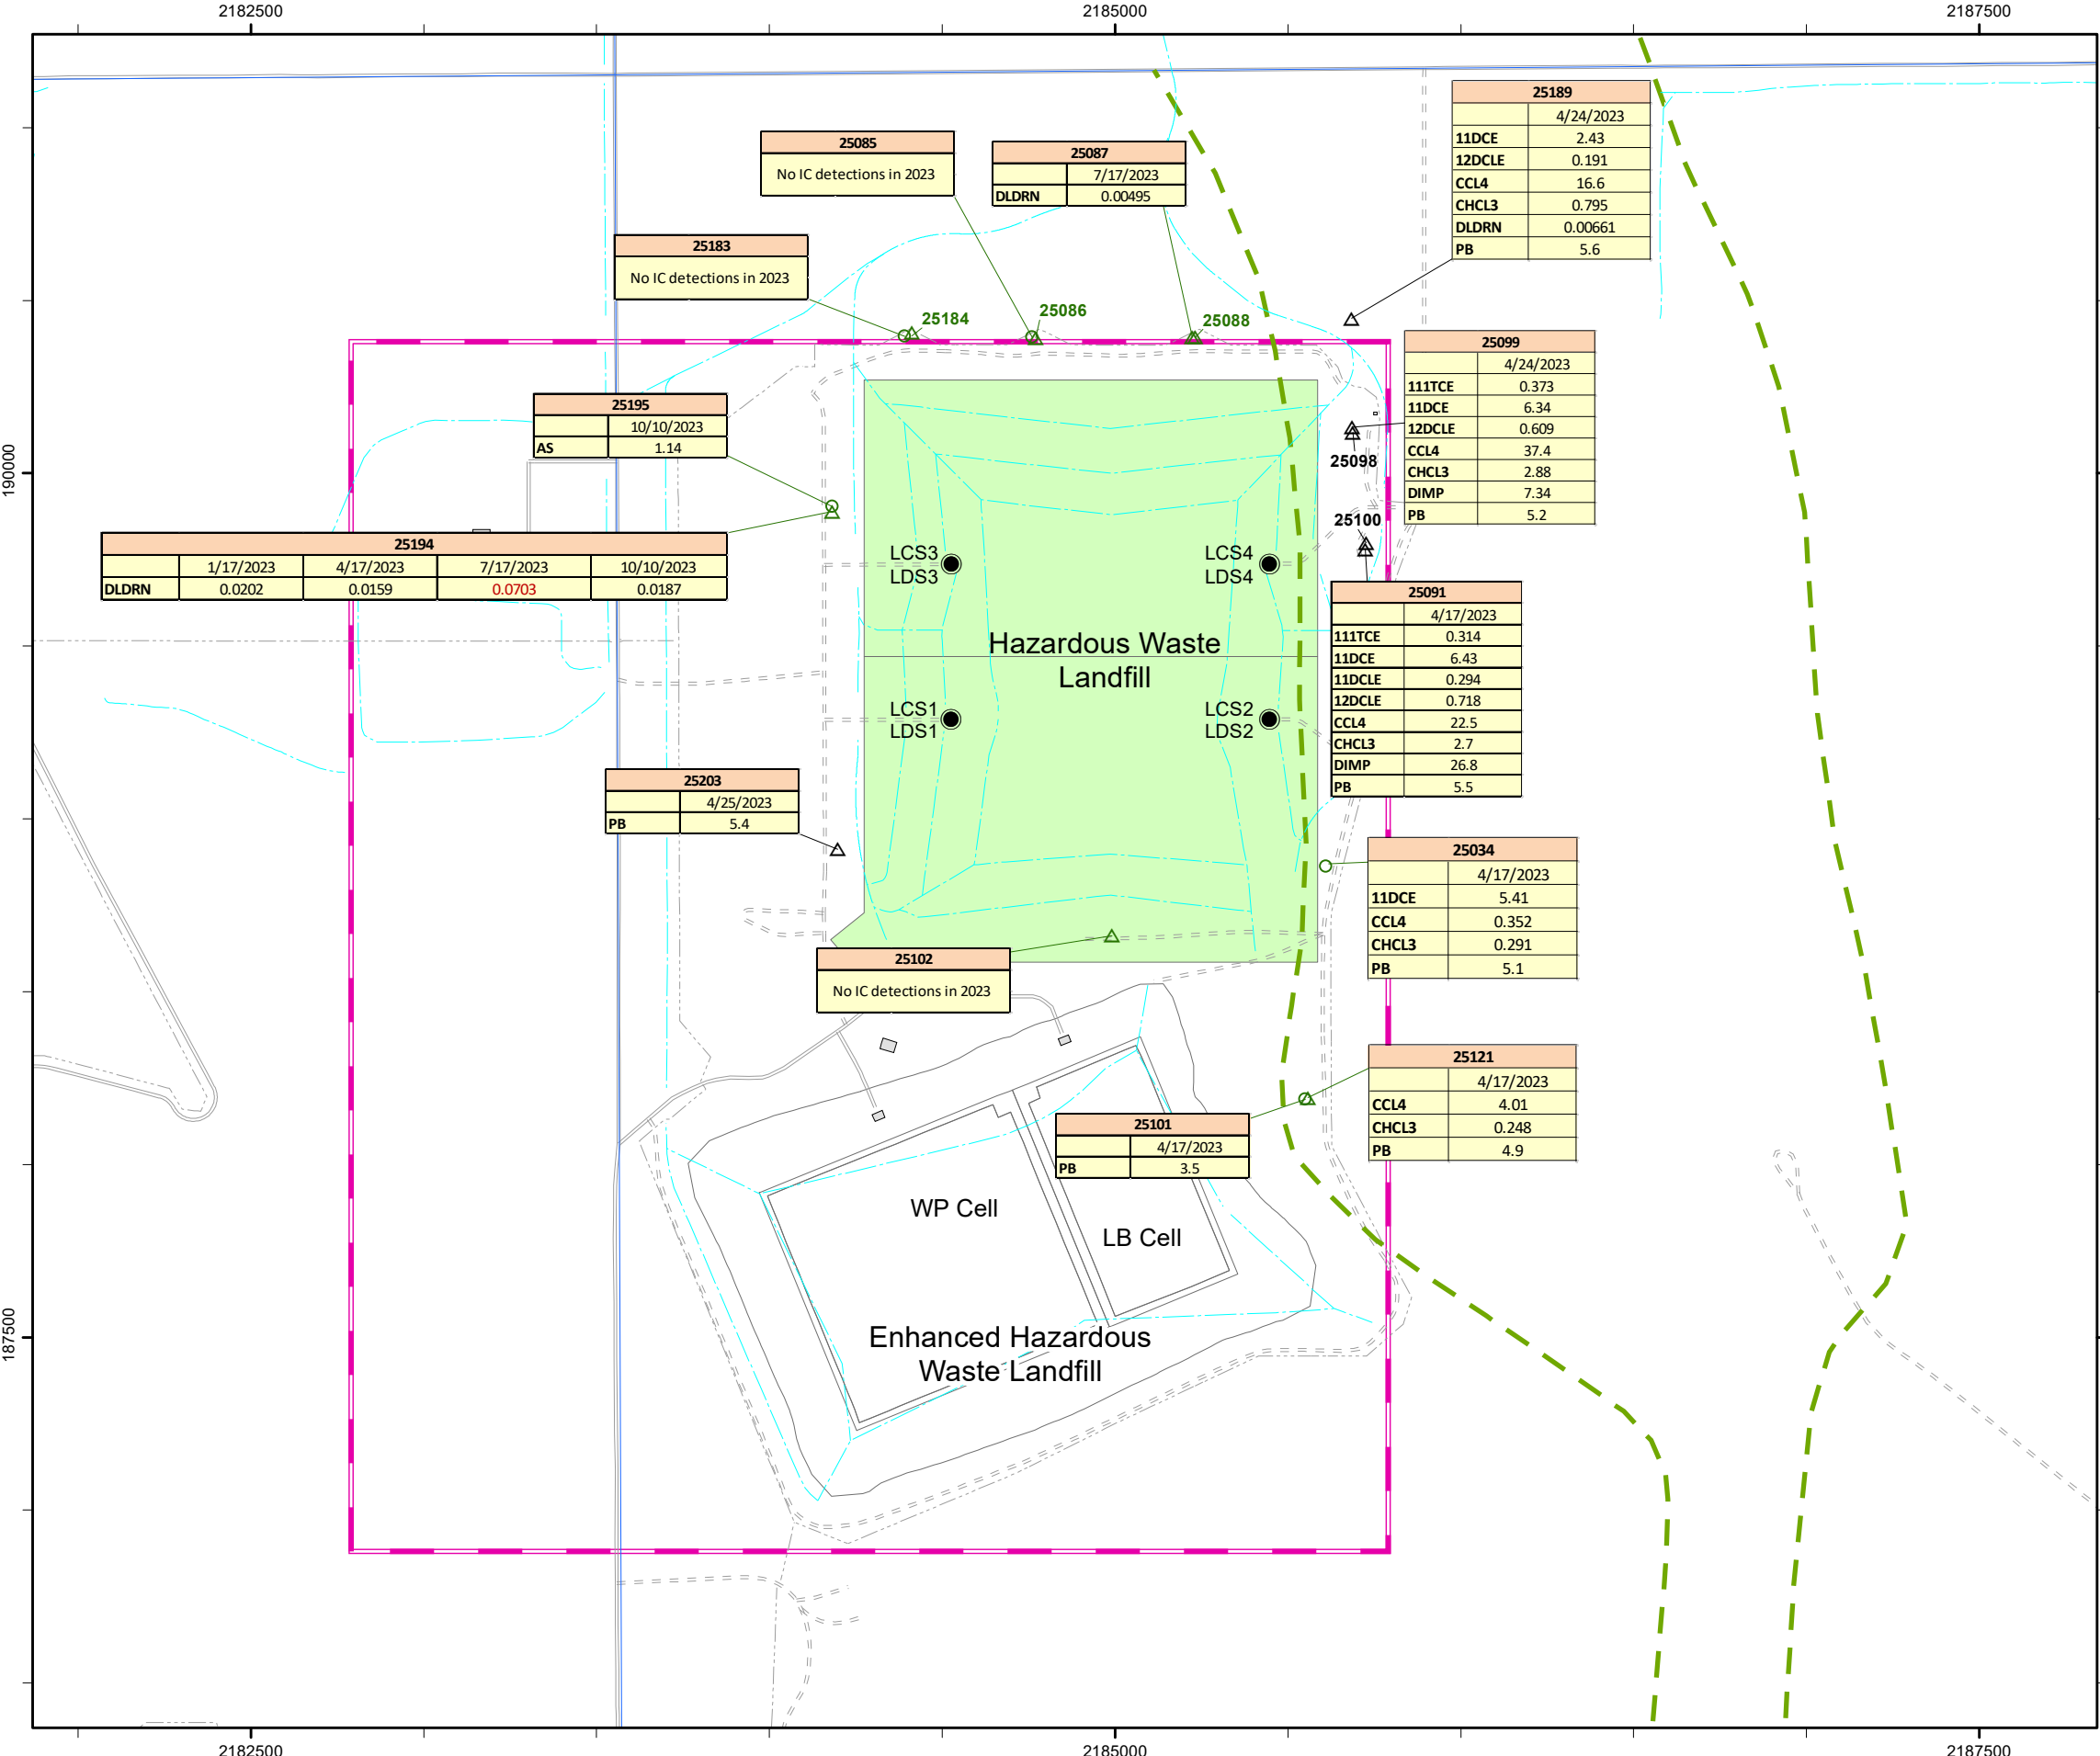 2182500 2185000 2187500
25189
4/24/2023
11DCE 2.43
12DCLE 0.191
CCL4 16.6
CHCL3 0.795
DLDRN 0.00661
PB 5.6
25085
No IC detections in 2023
25087
7/17/2023
DLDRN 0.00495
25183
No IC detections in 2023
25184
25086
25088
25099
4/24/2023
111TCE 0.373
11DCE 6.34
12DCLE 0.609
CCL4 37.4
CHCL3 2.88
DIMP 7.34
PB 5.2
25195
10/10/2023
AS 1.14
190000
25098
25100
25194
1/17/2023 4/17/2023 7/17/2023 10/10/2023
DLDRN 0.0202 0.0159 0.0703 0.0187
LCS3
LDS3
LCS4
LDS4
25091
4/17/2023
111TCE 0.314
11DCE 6.43
11DCLE 0.294
12DCLE 0.718
CCL4 22.5
CHCL3 2.7
DIMP 26.8
PB 5.5
Hazardous Waste
Landfill
LCS1
LDS1
LCS2
LDS2
25203
4/25/2023
PB 5.4
25034
4/17/2023
11DCE 5.41
CCL4 0.352
CHCL3 0.291
PB 5.1
25102
No IC detections in 2023
25121
4/17/2023
CCL4 4.01
CHCL3 0.248
PB 4.9
25101
4/17/2023
PB 3.5
WP Cell
LB Cell
187500
Enhanced Hazardous
Waste Landfill
2182500 2185000 2187500